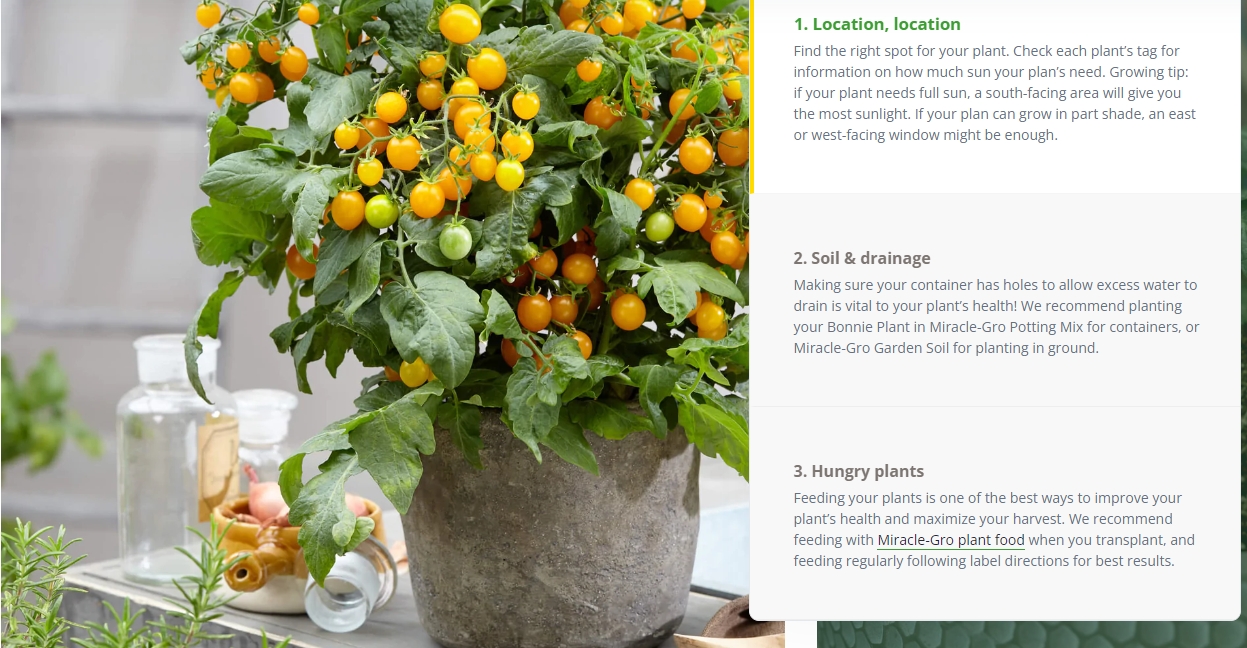 1. Location, location
Find the right spot for your plant. Check each plant's tag for
information on how much sun your plan's need. Growing tip:
if your plant needs full sun, a south-facing area will give you
the most sunlight. If your plan can grow in part shade, an east
or west-facing window might be enough.
2. Soil & drainage
Making sure your container has holes to allow excess water to
drain is vital to your plant's health! We recommend planting
your Bonnie Plant in Miracle-Gro Potting Mix for containers, or
Miracle-Gro Garden Soil for planting in ground.
3. Hungry plants
Feeding your plants is one of the best ways to improve your
plant's health and maximize your harvest. We recommend
feeding with Miracle-Gro plant food when you transplant, and
feeding regularly following label directions for best results.